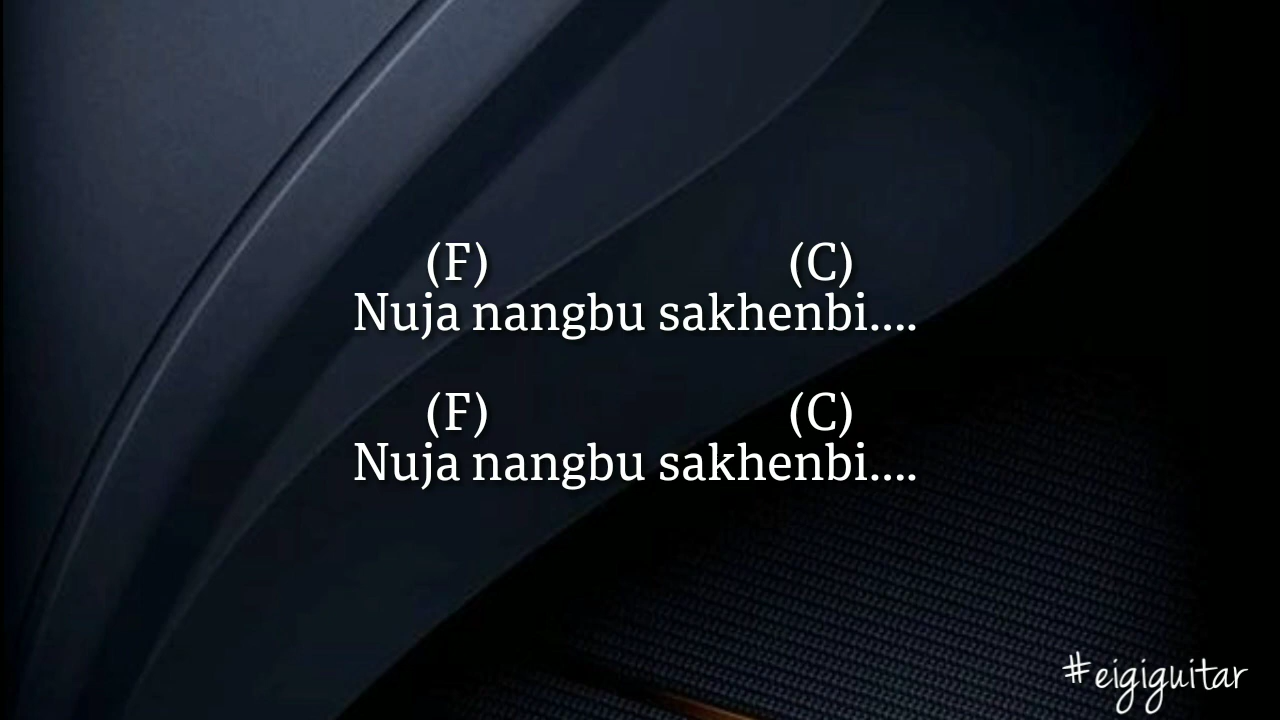 (F) (C)
Nuja nangbu sakhenbi....
(F) (C)
Nuja nangbu sakhenbi....
#eigiguitar